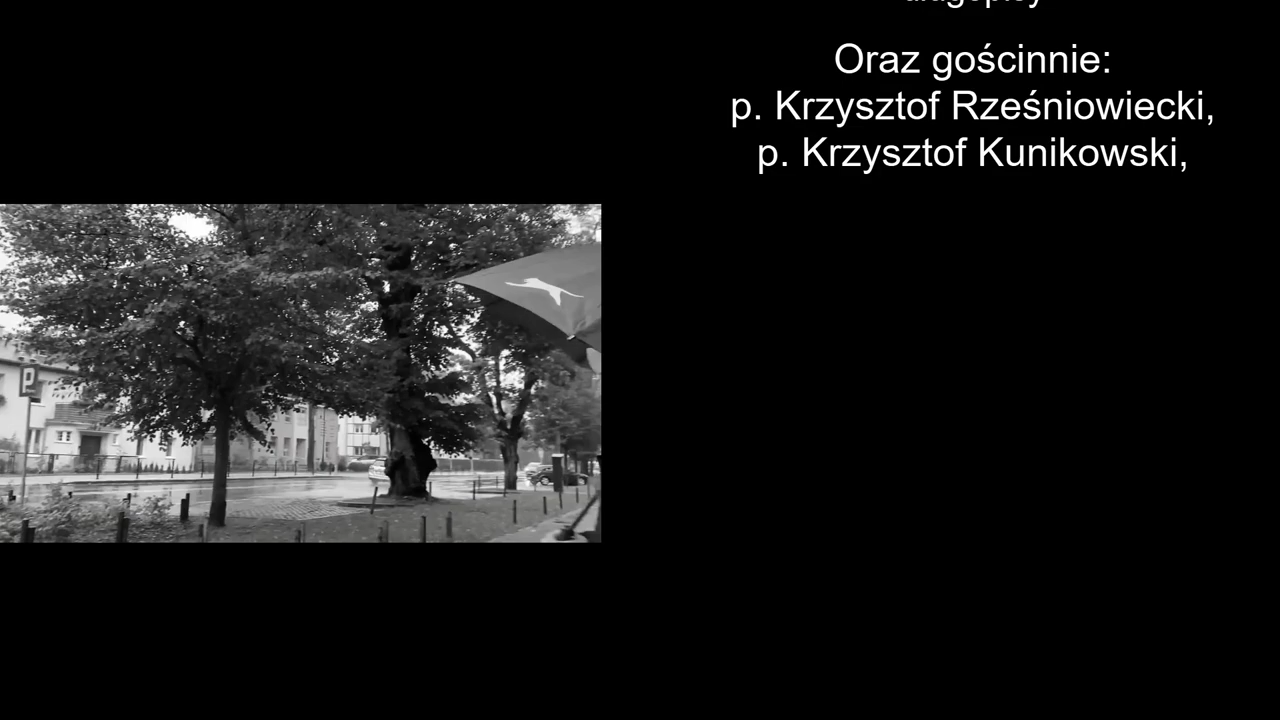 Oraz gościnnie:
p. Krzysztof Rześniowiecki,
p. Krzysztof Kunikowski,
P